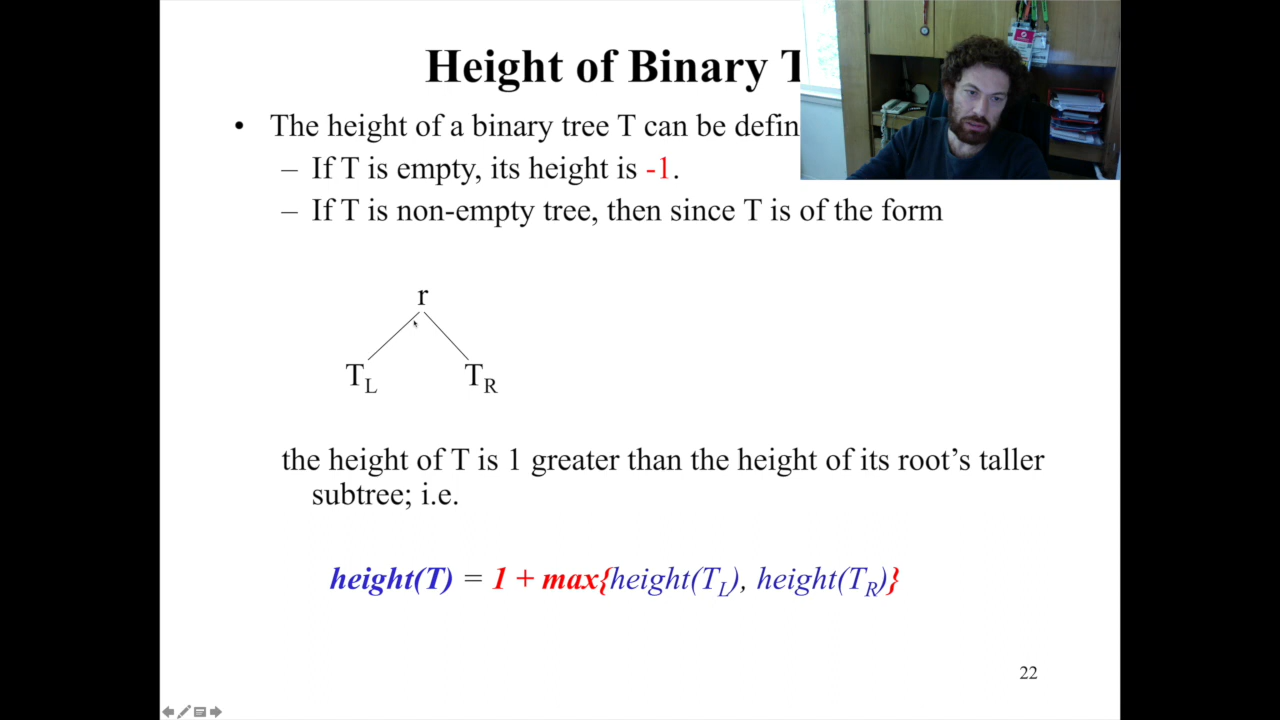 Height of Binary T
• The height of a binary tree T can be defin
– If T is empty, its height is -1.
– If T is non-empty tree, then since T is of the form
r
T_L T_R
the height of T is 1 greater than the height of its root’s taller
subtree; i.e.
height(T) = 1 + max{height(T_L), height(T_R)}
22